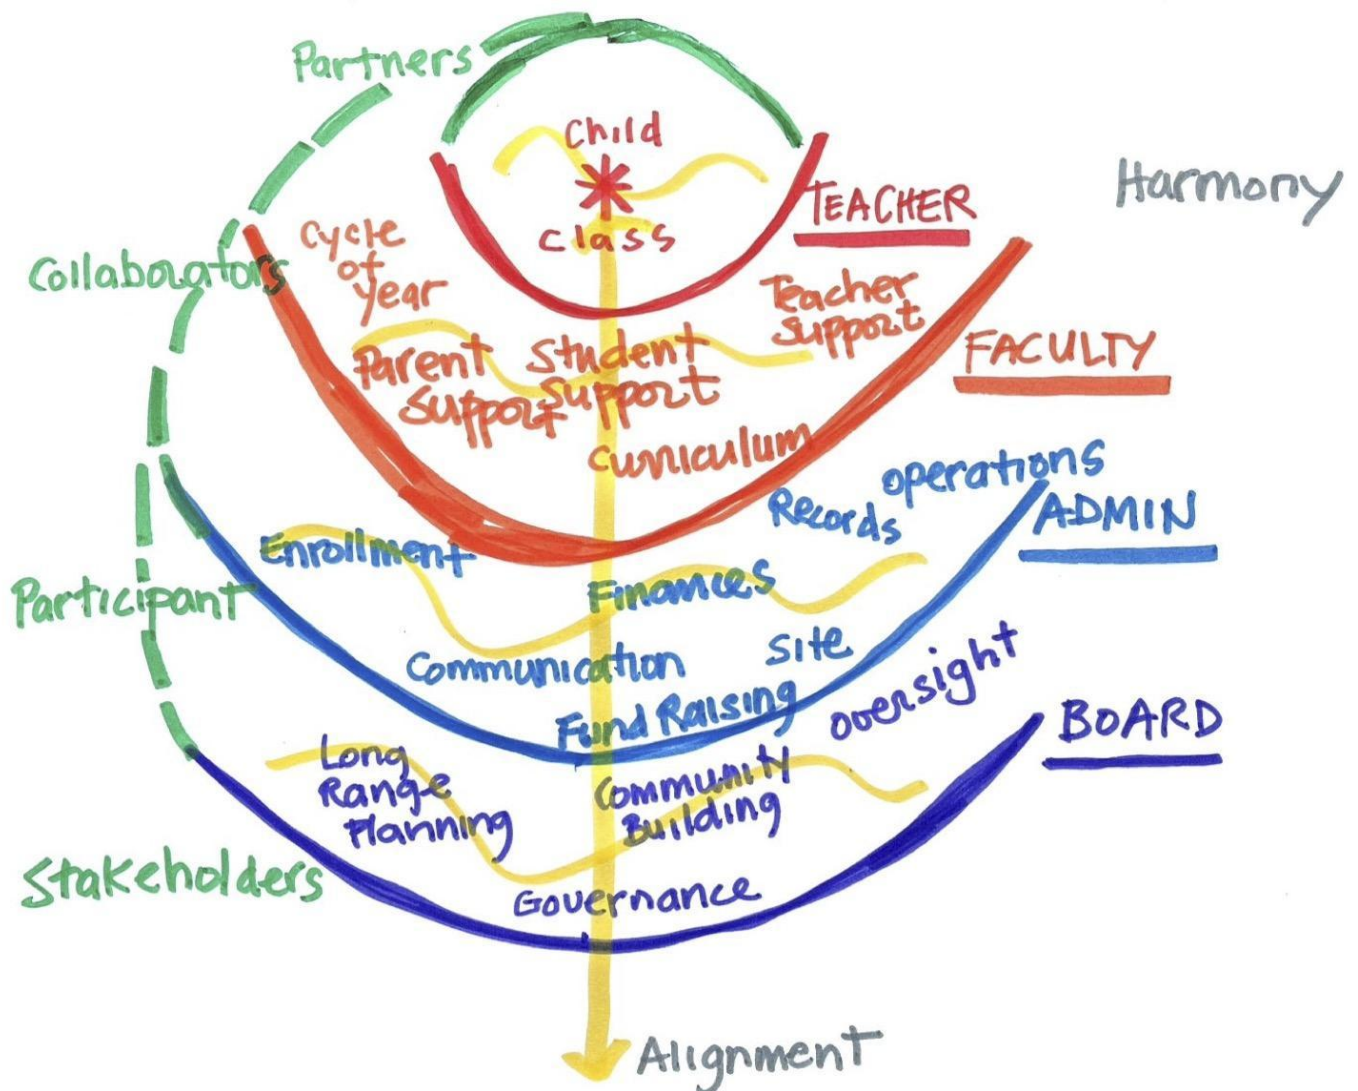 Partners
Child
Harmony
TEACHER
class
Cycle
of
Year
Collaborators
Teacher
Support
FACULTY
Parent
Support
Student
Support
Curriculum
operations
Records
ADMIN
Enrollment
Finances
Participant
Communication
Site
Fund Raising
oversight
BOARD
Long
Range
Planning
Community
Building
Stakeholders
Governance
Alignment